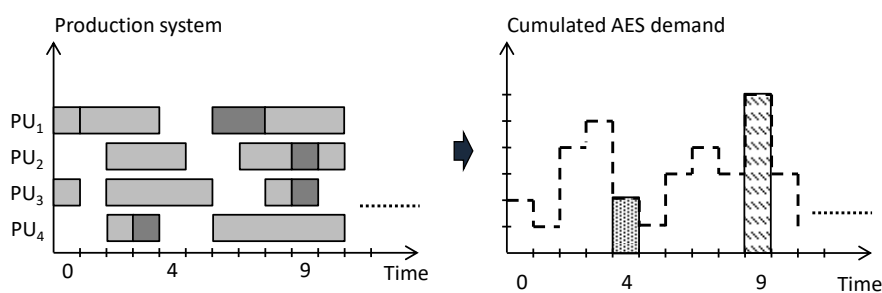 Production system
Cumulated AES demand
PU1
PU2
PU3
PU4
0 4 9 Time
0 4 9 Time